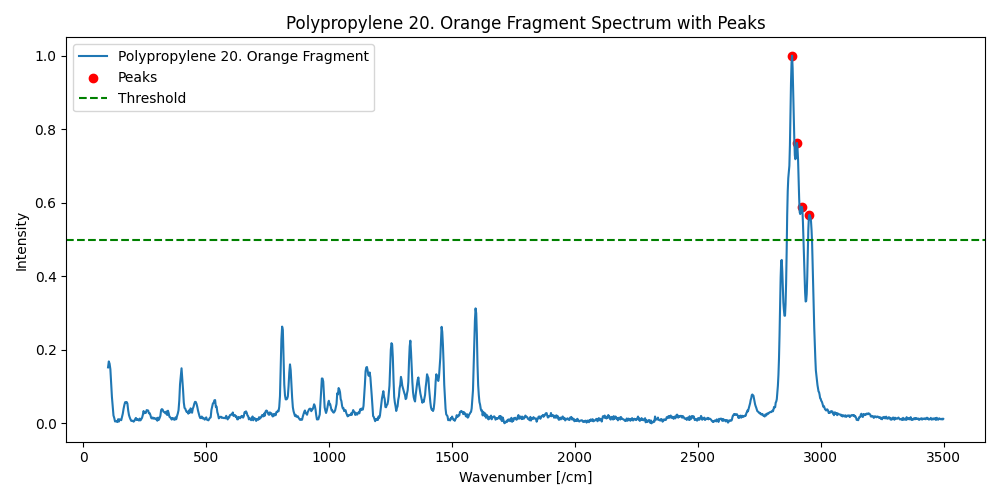 Polypropylene 20. Orange Fragment Spectrum with Peaks
Polypropylene 20. Orange Fragment
Peaks
Threshold
1.0
0.8
0.6
0.4
0.2
0.0
Intensity
0 500 1000 1500 2000 2500 3000 3500
Wavenumber [/cm]